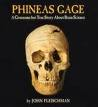 PHINEAS GAGE
A Gruesome but True Story About Brain Science
by JOHN FLEISCHMAN